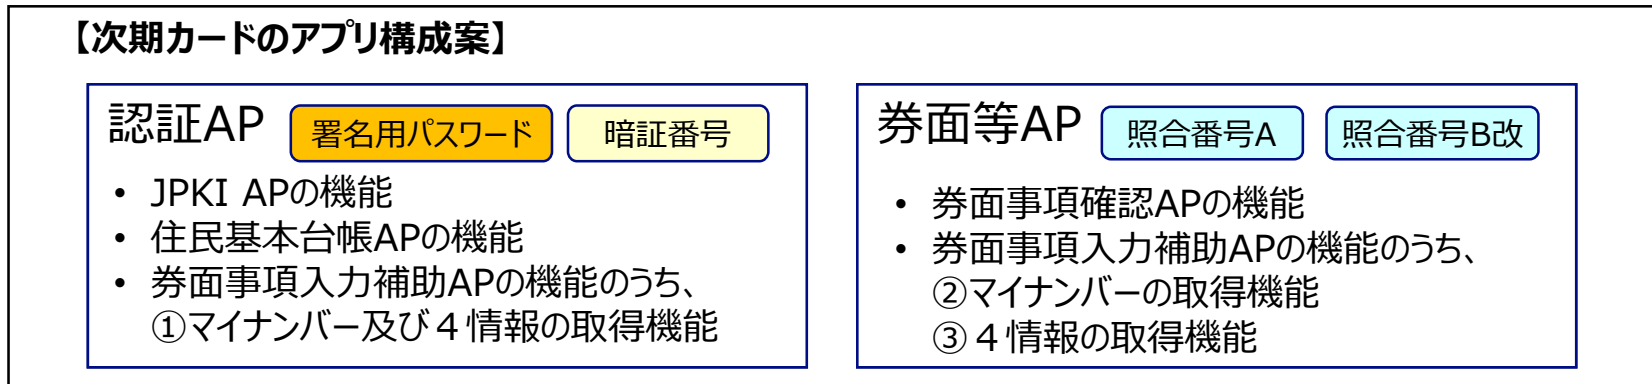 【次期カードのアプリ構成案】
認証AP 署名用パスワード 暗証番号
• JPKI APの機能
• 住民基本台帳APの機能
• 券面事項入力補助APの機能のうち、
①マイナンバー及び４情報の取得機能
券面等AP 照合番号A 照合番号B改
• 券面事項確認APの機能
• 券面事項入力補助APの機能のうち、
②マイナンバーの取得機能
③４情報の取得機能